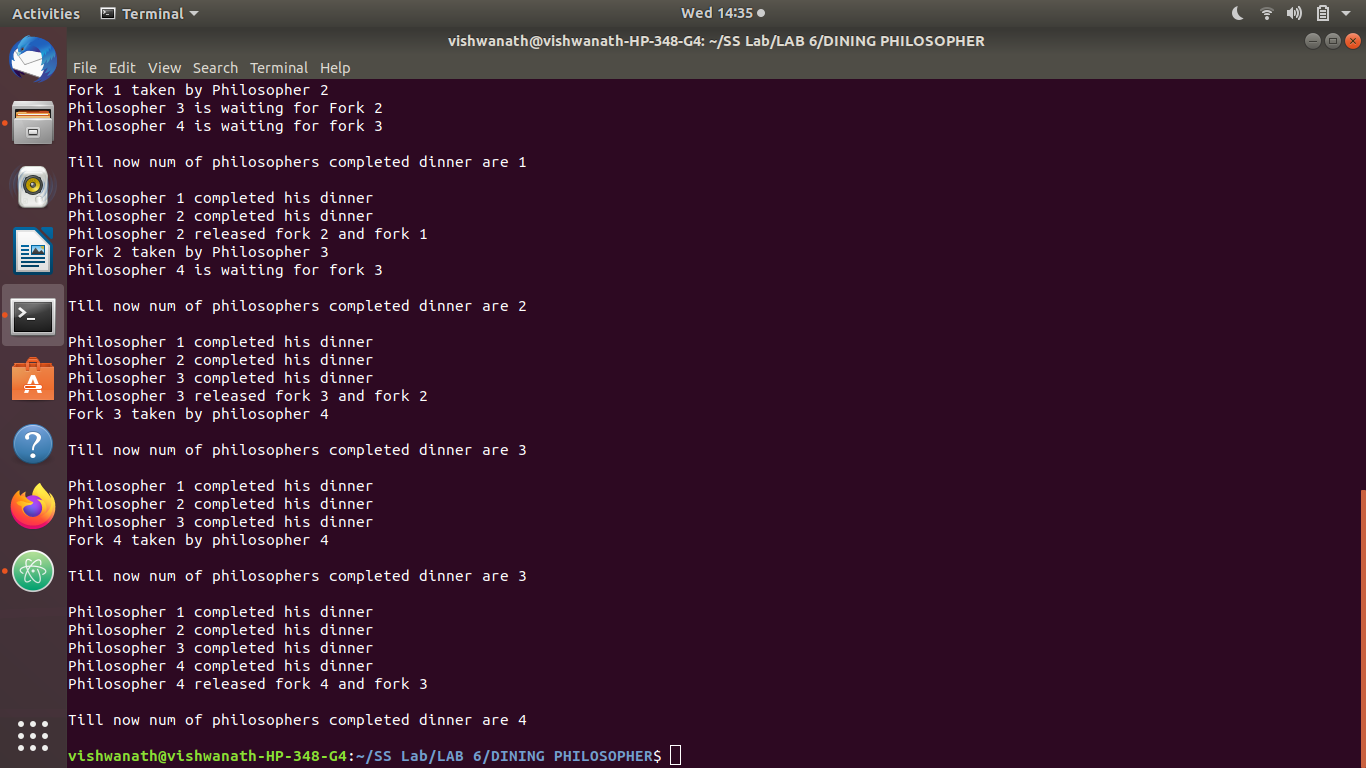 Activities Terminal Wed 14:35
vishwanath@vishwanath-HP-348-G4: ~/SS Lab/LAB 6/DINING PHILOSOPHER
File Edit View Search Terminal Help
Fork 1 taken by Philosopher 2
Philosopher 3 is waiting for Fork 2
Philosopher 4 is waiting for fork 3
Till now num of philosophers completed dinner are 1
Philosopher 1 completed his dinner
Philosopher 2 completed his dinner
Philosopher 2 released fork 2 and fork 1
Fork 2 taken by Philosopher 3
Philosopher 4 is waiting for fork 3
Till now num of philosophers completed dinner are 2
Philosopher 1 completed his dinner
Philosopher 2 completed his dinner
Philosopher 3 completed his dinner
Philosopher 3 released fork 3 and fork 2
Fork 3 taken by philosopher 4
Till now num of philosophers completed dinner are 3
Philosopher 1 completed his dinner
Philosopher 2 completed his dinner
Philosopher 3 completed his dinner
Fork 4 taken by philosopher 4
Till now num of philosophers completed dinner are 3
Philosopher 1 completed his dinner
Philosopher 2 completed his dinner
Philosopher 3 completed his dinner
Philosopher 4 completed his dinner
Philosopher 4 released fork 4 and fork 3
Till now num of philosophers completed dinner are 4
vishwanath@vishwanath-HP-348-G4:~/SS Lab/LAB 6/DINING PHILOSOPHER$